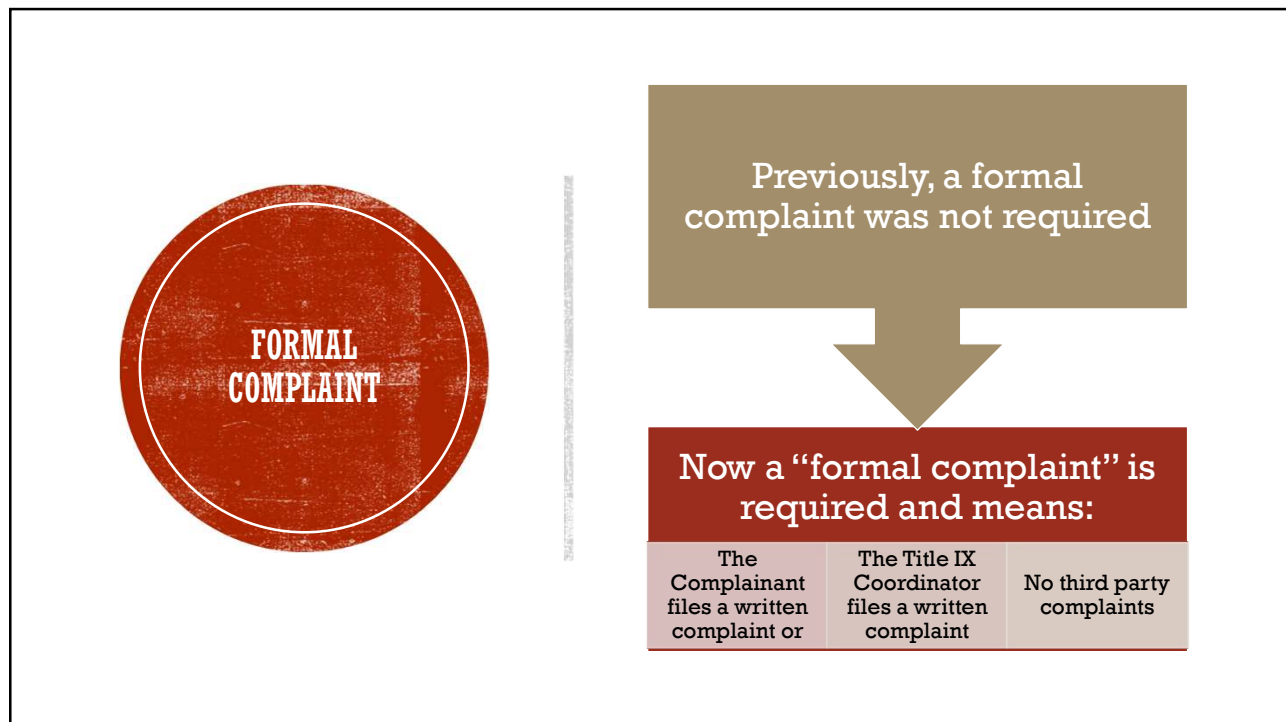 FORMAL
COMPLAINT
Previously, a formal
complaint was not required
Now a “formal complaint” is
required and means:
The
Complainant
files a written
complaint or
The Title IX
Coordinator
files a written
complaint
No third party
complaints